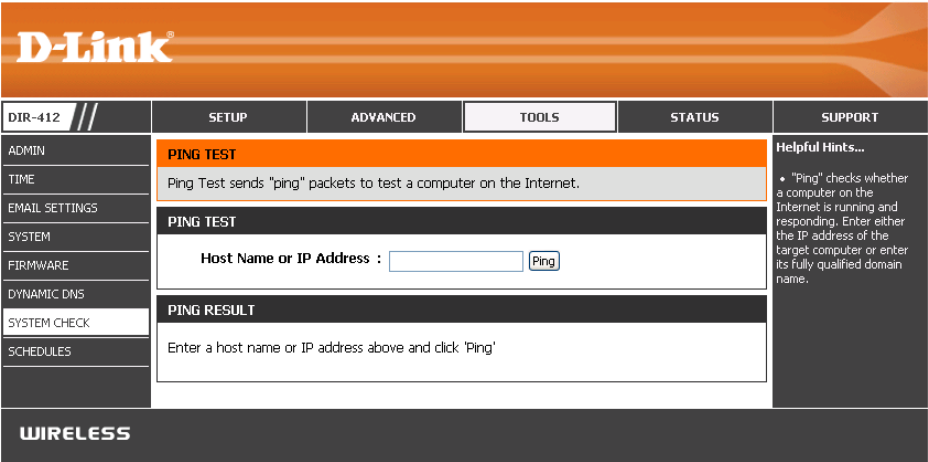 D-Link®
DIR-412
SETUP
ADVANCED
TOOLS
STATUS
SUPPORT
ADMIN
TIME
EMAIL SETTINGS
SYSTEM
FIRMWARE
DYNAMIC DNS
SYSTEM CHECK
SCHEDULES
PING TEST
Ping Test sends "ping" packets to test a computer on the Internet.
PING TEST
Host Name or IP Address :
Ping
PING RESULT
Enter a host name or IP address above and click 'Ping'
Helpful Hints...
• "Ping" checks whether
a computer on the
Internet is running and
responding. Enter either
the IP address of the
target computer or enter
its fully qualified domain
name.
WIRELESS